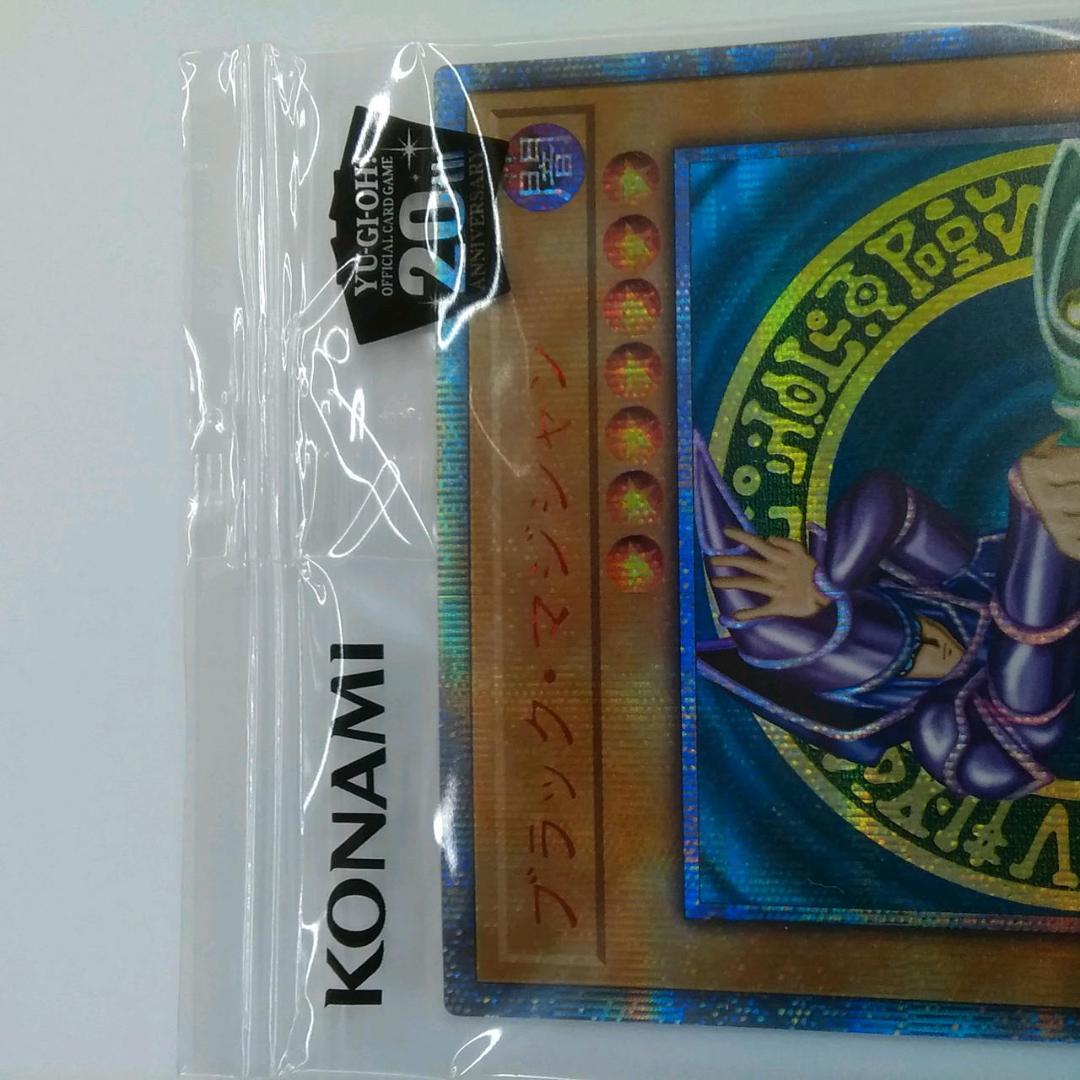 KONAMI
YU-GI-OH!
OFFICIAL CARD GAME
20th
ANNIVERSARY
ブラック・マジシャン
闇